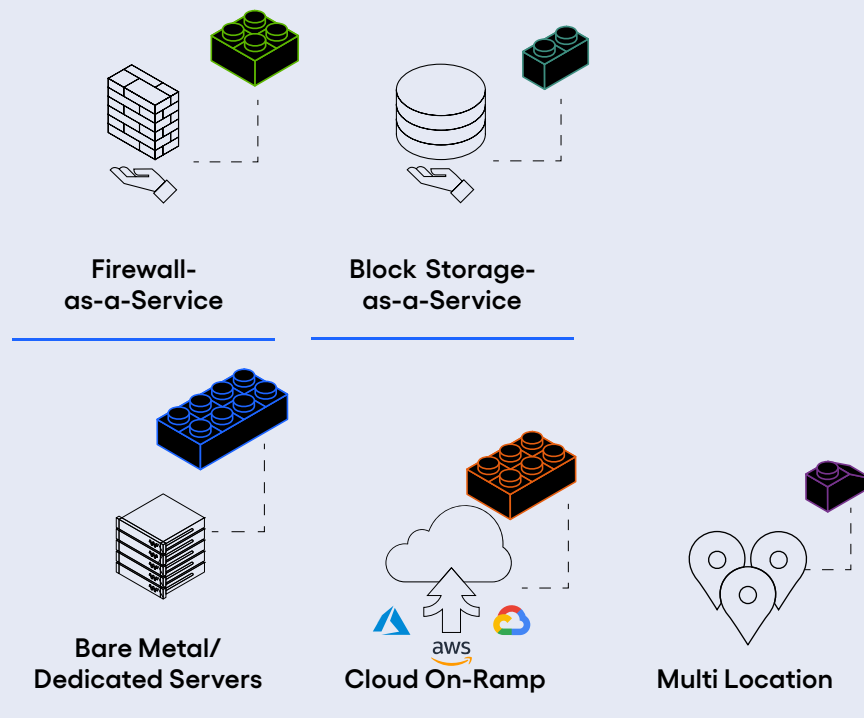 Firewall-
as-a-Service
Block Storage-
as-a-Service
Bare Metal/
Dedicated Servers
aws
Cloud On-Ramp
Multi Location